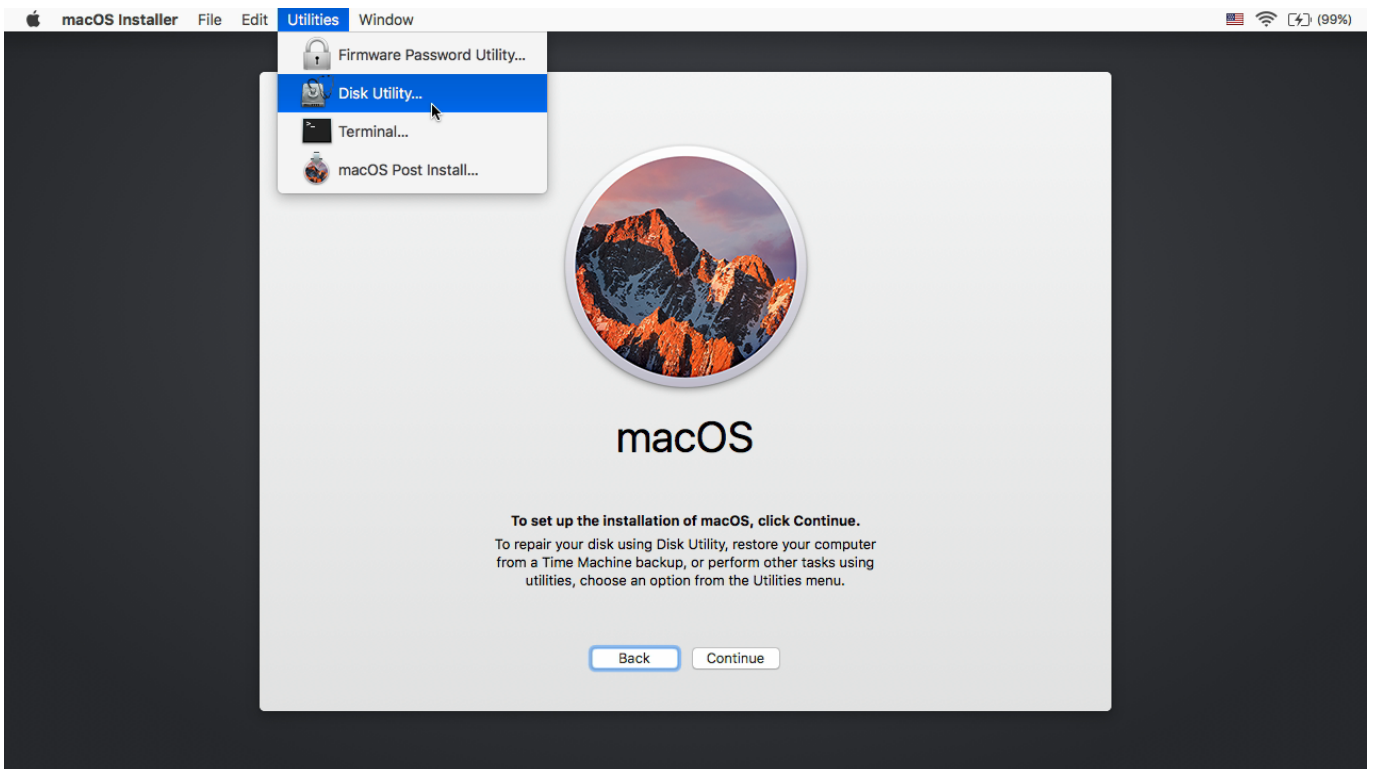 macOS Installer File Edit Utilities Window (99%)
Firmware Password Utility...
Disk Utility...
Terminal...
macOS Post Install...
macOS
To set up the installation of macOS, click Continue.
To repair your disk using Disk Utility, restore your computer
from a Time Machine backup, or perform other tasks using
utilities, choose an option from the Utilities menu.
Back Continue